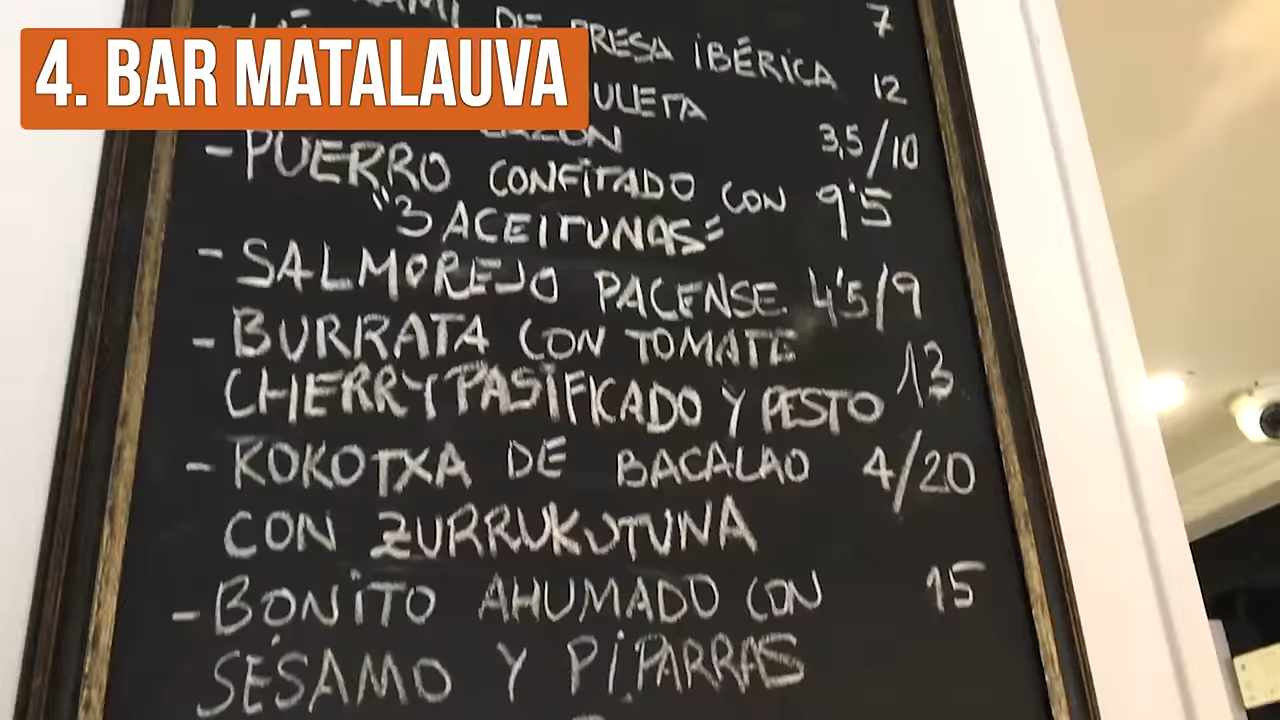 4. BAR MATALAUVA
7
DE PRESA IBÉRICA 12
3,5/10
- PUERRO CONFITADO CON 9'5
"3 ACEITUNAS"
- SALMOREJO PACENSE 4'5/9
- BURRATA CON TOMATE
CHERRY PASIFICADO Y PESTO 13
- KOKOTXA DE BACALAO 4/20
CON ZURRUKUTUNA
- BONITO AHUMADO CON 15
SÉSAMO Y PIPARRAS